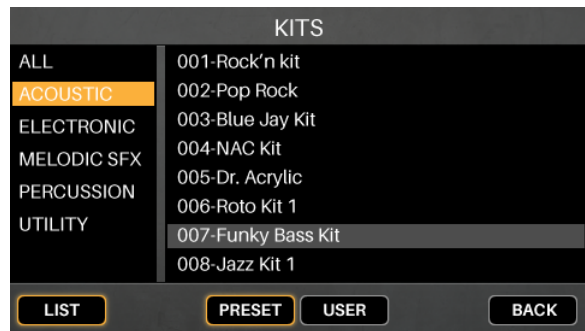 KITS
ALL
ACOUSTIC
ELECTRONIC
MELODIC SFX
PERCUSSION
UTILITY
001-Rock'n kit
002-Pop Rock
003-Blue Jay Kit
004-NAC Kit
005-Dr. Acrylic
006-Roto Kit 1
007-Funky Bass Kit
008-Jazz Kit 1
LIST
PRESET
USER
BACK